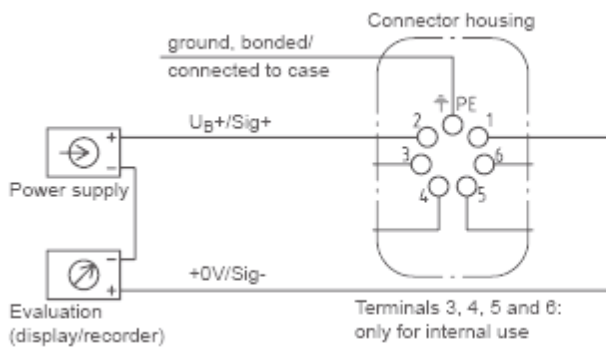 Connector housing
ground, bonded/
connected to case
PE
UB+/Sig+
2
1
3
6
4
5
+
-
Power supply
-
+
+0V/Sig-
Evaluation
(display/recorder)
Terminals 3, 4, 5 and 6:
only for internal use